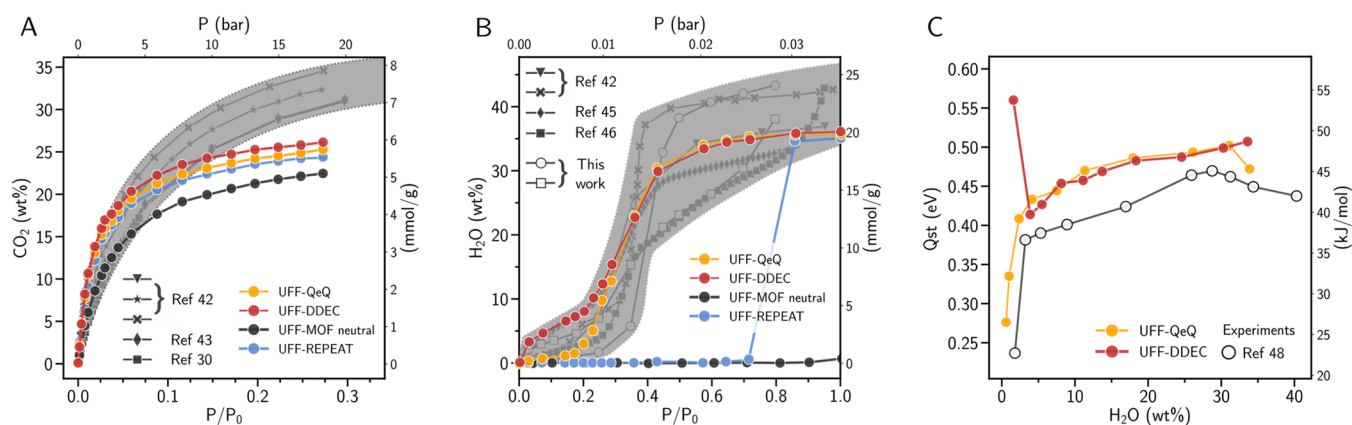 A
P (bar)
0 5 10 15 20
CO₂ (wt%)
35
30
25
20
15
10
5
0
8
7
6
5
4
3
2
1
0
(mmol/g)
Ref 42
Ref 43
Ref 30
UFF-QeQ
UFF-DDEC
UFF-MOF neutral
UFF-REPEAT
0.0 0.1 0.2 0.3
P/P₀
B
P (bar)
0.00 0.01 0.02 0.03
H₂O (wt%)
40
30
20
10
0
25
20
15
10
5
0
(mmol/g)
Ref 42
Ref 45
Ref 46
This
work
UFF-QeQ
UFF-DDEC
UFF-MOF neutral
UFF-REPEAT
0.0 0.2 0.4 0.6 0.8 1.0
P/P₀
C
Qst (eV)
0.60
0.55
0.50
0.45
0.40
0.35
0.30
0.25
55
50
45
40
35
30
25
20
(kJ/mol)
UFF-QeQ
UFF-DDEC
Experiments
Ref 48
0 10 20 30 40
H₂O (wt%)